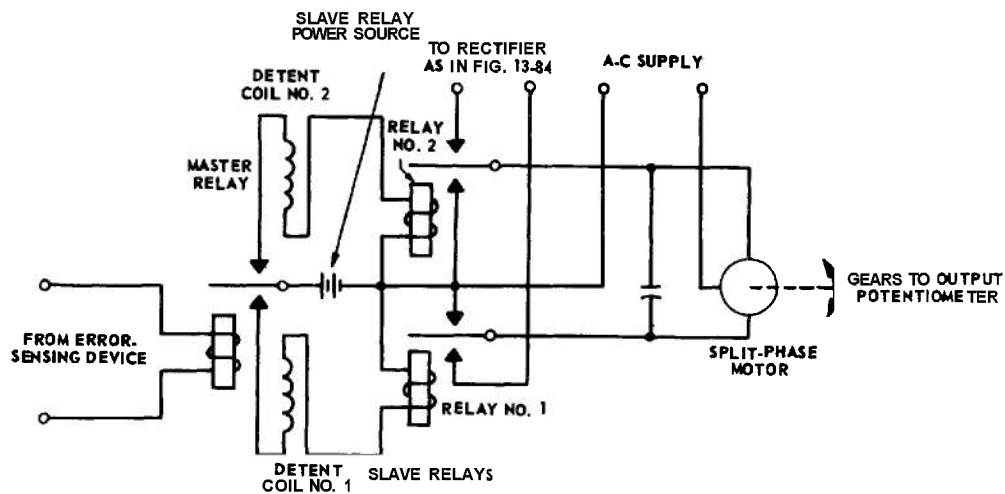 SLAVE RELAY
POWER SOURCE
TO RECTIFIER
AS IN FIG. 13-84
A-C SUPPLY
DETENT
COIL NO. 2
RELAY
NO. 2
MASTER
RELAY
GEARS TO OUTPUT
POTENTIOMETER
FROM ERROR-
SENSING DEVICE
SPLIT-PHASE
MOTOR
RELAY NO. 1
DETENT
COIL NO. 1
SLAVE RELAYS